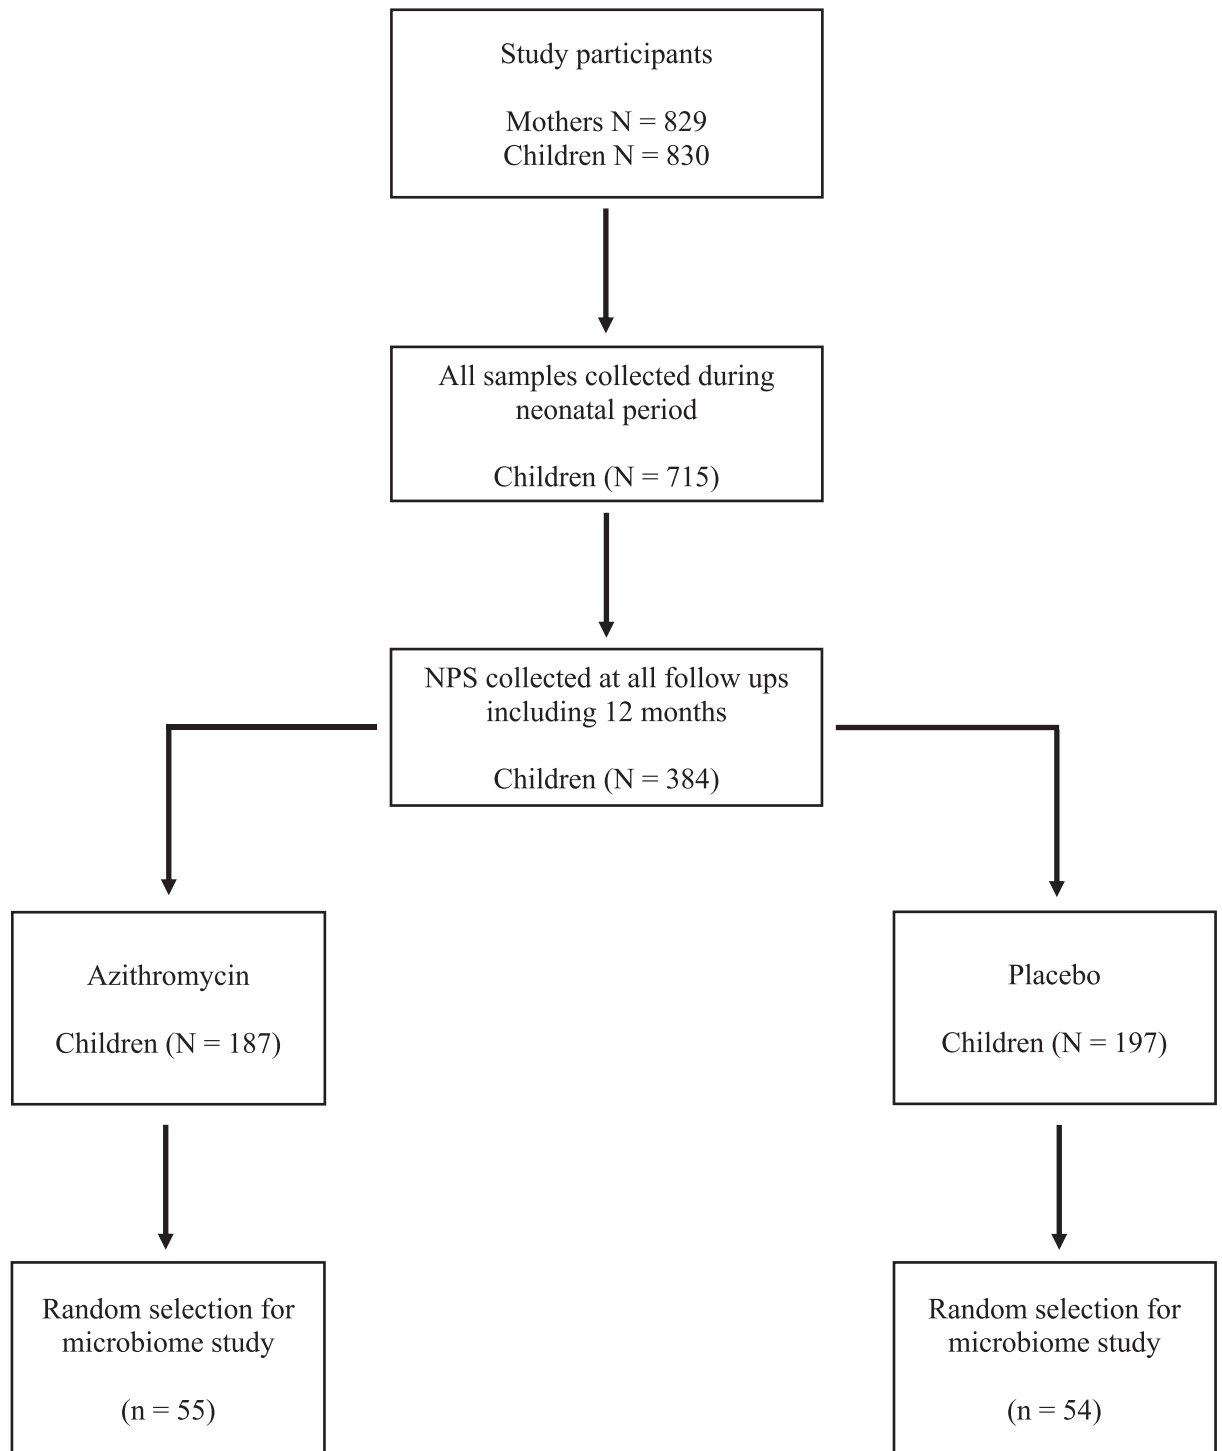 Study participants
Mothers N = 829
Children N = 830
All samples collected during
neonatal period
Children (N = 715)
NPS collected at all follow ups
including 12 months
Children (N = 384)
Azithromycin
Children (N = 187)
Placebo
Children (N = 197)
Random selection for
microbiome study
(n = 55)
Random selection for
microbiome study
(n = 54)